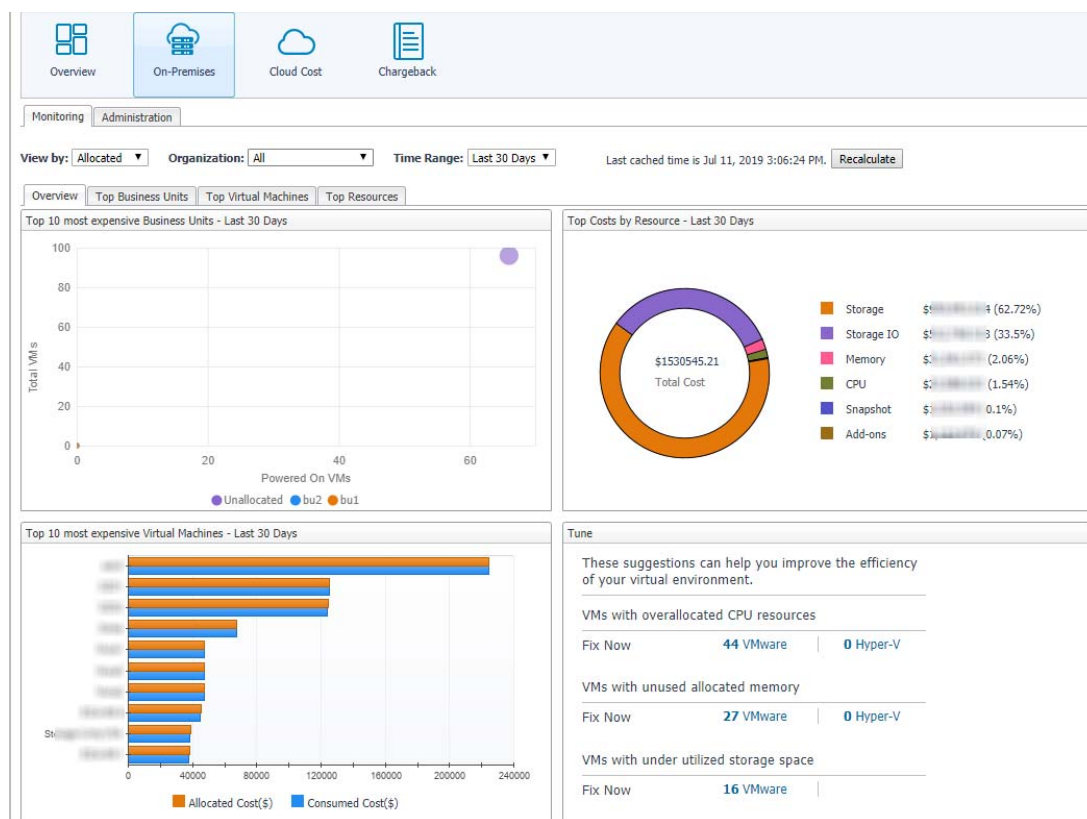 Overview
On-Premises
Cloud Cost
Chargeback
Monitoring
Administration
View by: Allocated
Organization: All
Time Range: Last 30 Days
Last cached time is Jul 11, 2019 3:06:24 PM.
Recalculate
Overview
Top Business Units
Top Virtual Machines
Top Resources
Top 10 most expensive Business Units - Last 30 Days
100
80
60
40
20
0
Total VMs
0 20 40 60
Powered On VMs
Unallocated bu2 bu1
Top Costs by Resource - Last 30 Days
$1530545.21
Total Cost
Storage (62.72%)
Storage IO (33.5%)
Memory (2.06%)
CPU (1.54%)
Snapshot 0.1%)
Add-ons 0.07%)
Top 10 most expensive Virtual Machines - Last 30 Days
0 40000 80000 120000 160000 200000 240000
Allocated Cost($) Consumed Cost($)
Tune
These suggestions can help you improve the efficiency
of your virtual environment.
VMs with overallocated CPU resources
Fix Now 44 VMware 0 Hyper-V
VMs with unused allocated memory
Fix Now 27 VMware 0 Hyper-V
VMs with under utilized storage space
Fix Now 16 VMware